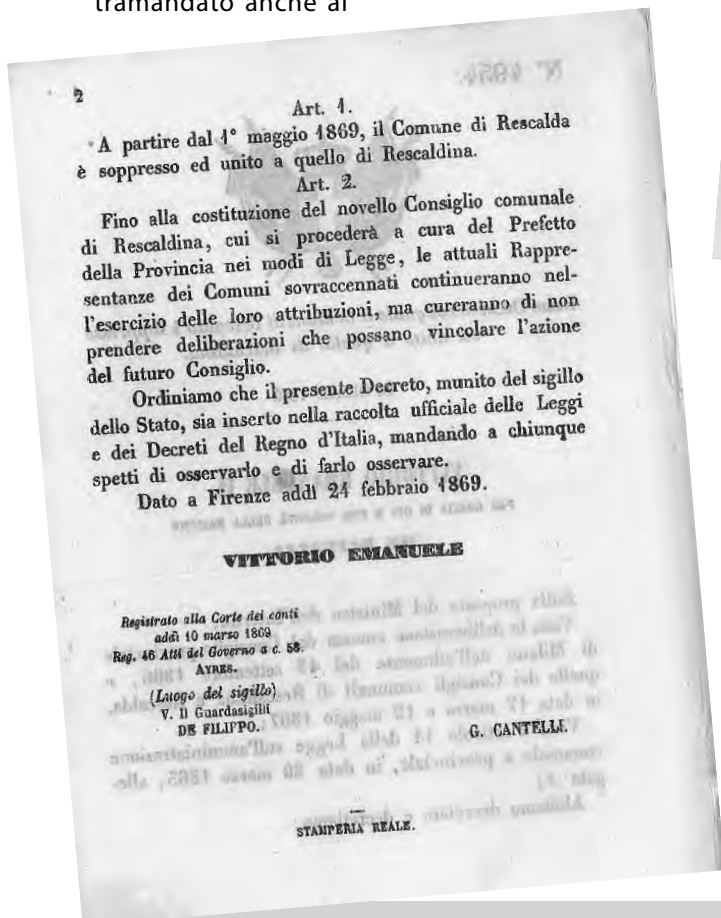 tramandato anche ai
N° 4954.
2
Art. 1.
A partire dal 1° maggio 1869, il Comune di Rescalda
è soppresso ed unito a quello di Rescaldina.
Art. 2.
Fino alla costituzione del novello Consiglio comunale
di Rescaldina, cui si procederà a cura del Prefetto
della Provincia nei modi di Legge, le attuali Rappre-
sentanze dei Comuni sovraccennati continueranno nel-
l'esercizio delle loro attribuzioni, ma cureranno di non
prendere deliberazioni che possano vincolare l'azione
del futuro Consiglio.
Ordiniamo che il presente Decreto, munito del sigillo
dello Stato, sia inserto nella raccolta ufficiale delle Leggi
e dei Decreti del Regno d'Italia, mandando a chiunque
spetti di osservarlo e di farlo osservare.
Dato a Firenze addì 24 febbraio 1869.
VITTORIO EMANUELE
Registrato alla Corte dei conti
addì 10 marzo 1869
Reg. 46 Atti del Governo a c. 58.
AYRES.
(Luogo del sigillo)
V. Il Guardasigilli
DE FILIPPO.
G. CANTELLI.
STAMPERIA REALE.